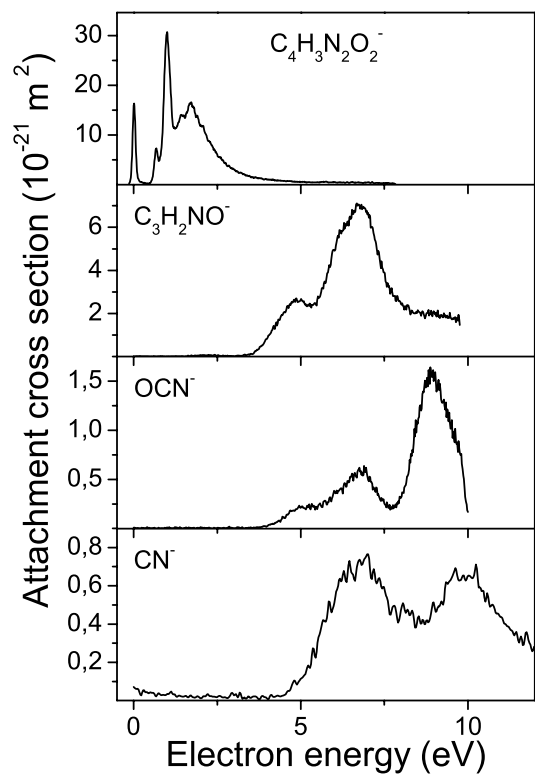 Attachment cross section (10⁻²¹ m²)
C₄H₃N₂O₂⁻
30
20
10
C₃H₂NO⁻
6
4
2
OCN⁻
1,5
1,0
0,5
CN⁻
0,8
0,6
0,4
0,2
0 5 10
Electron energy (eV)